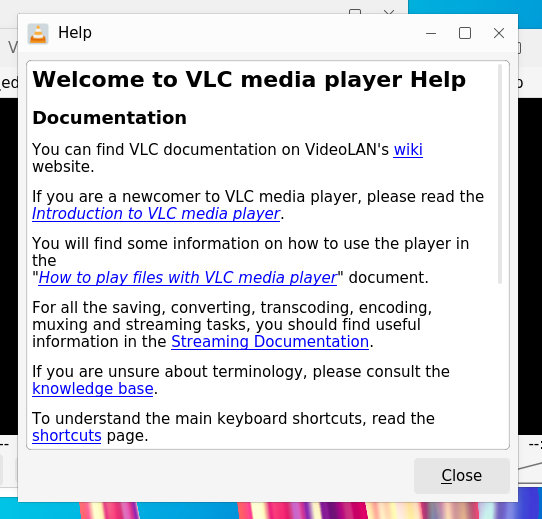 Help
Welcome to VLC media player Help
Documentation
You can find VLC documentation on VideoLAN's wiki
website.
If you are a newcomer to VLC media player, please read the
Introduction to VLC media player.
You will find some information on how to use the player in
the
"How to play files with VLC media player" document.
For all the saving, converting, transcoding, encoding,
muxing and streaming tasks, you should find useful
information in the Streaming Documentation.
If you are unsure about terminology, please consult the
knowledge base.
To understand the main keyboard shortcuts, read the
shortcuts page.
Close